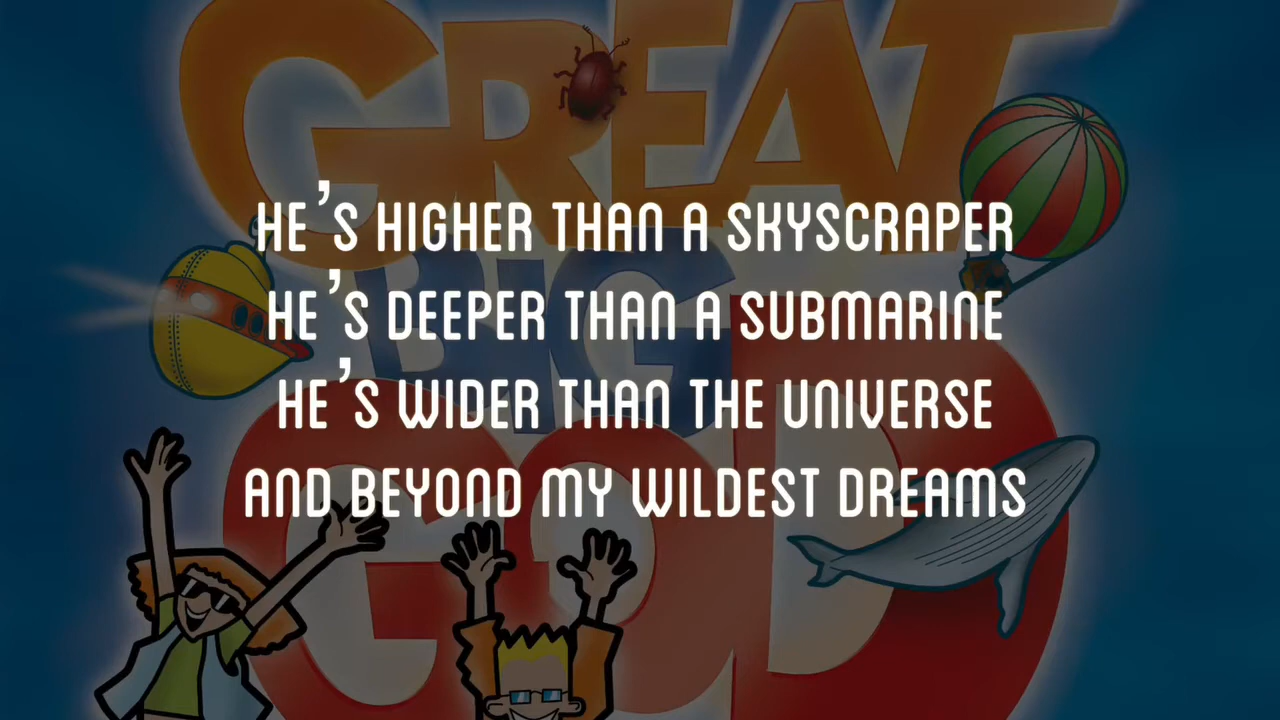 GREAT
BIG
GOD
HE'S HIGHER THAN A SKYSCRAPER
HE'S DEEPER THAN A SUBMARINE
HE'S WIDER THAN THE UNIVERSE
AND BEYOND MY WILDEST DREAMS